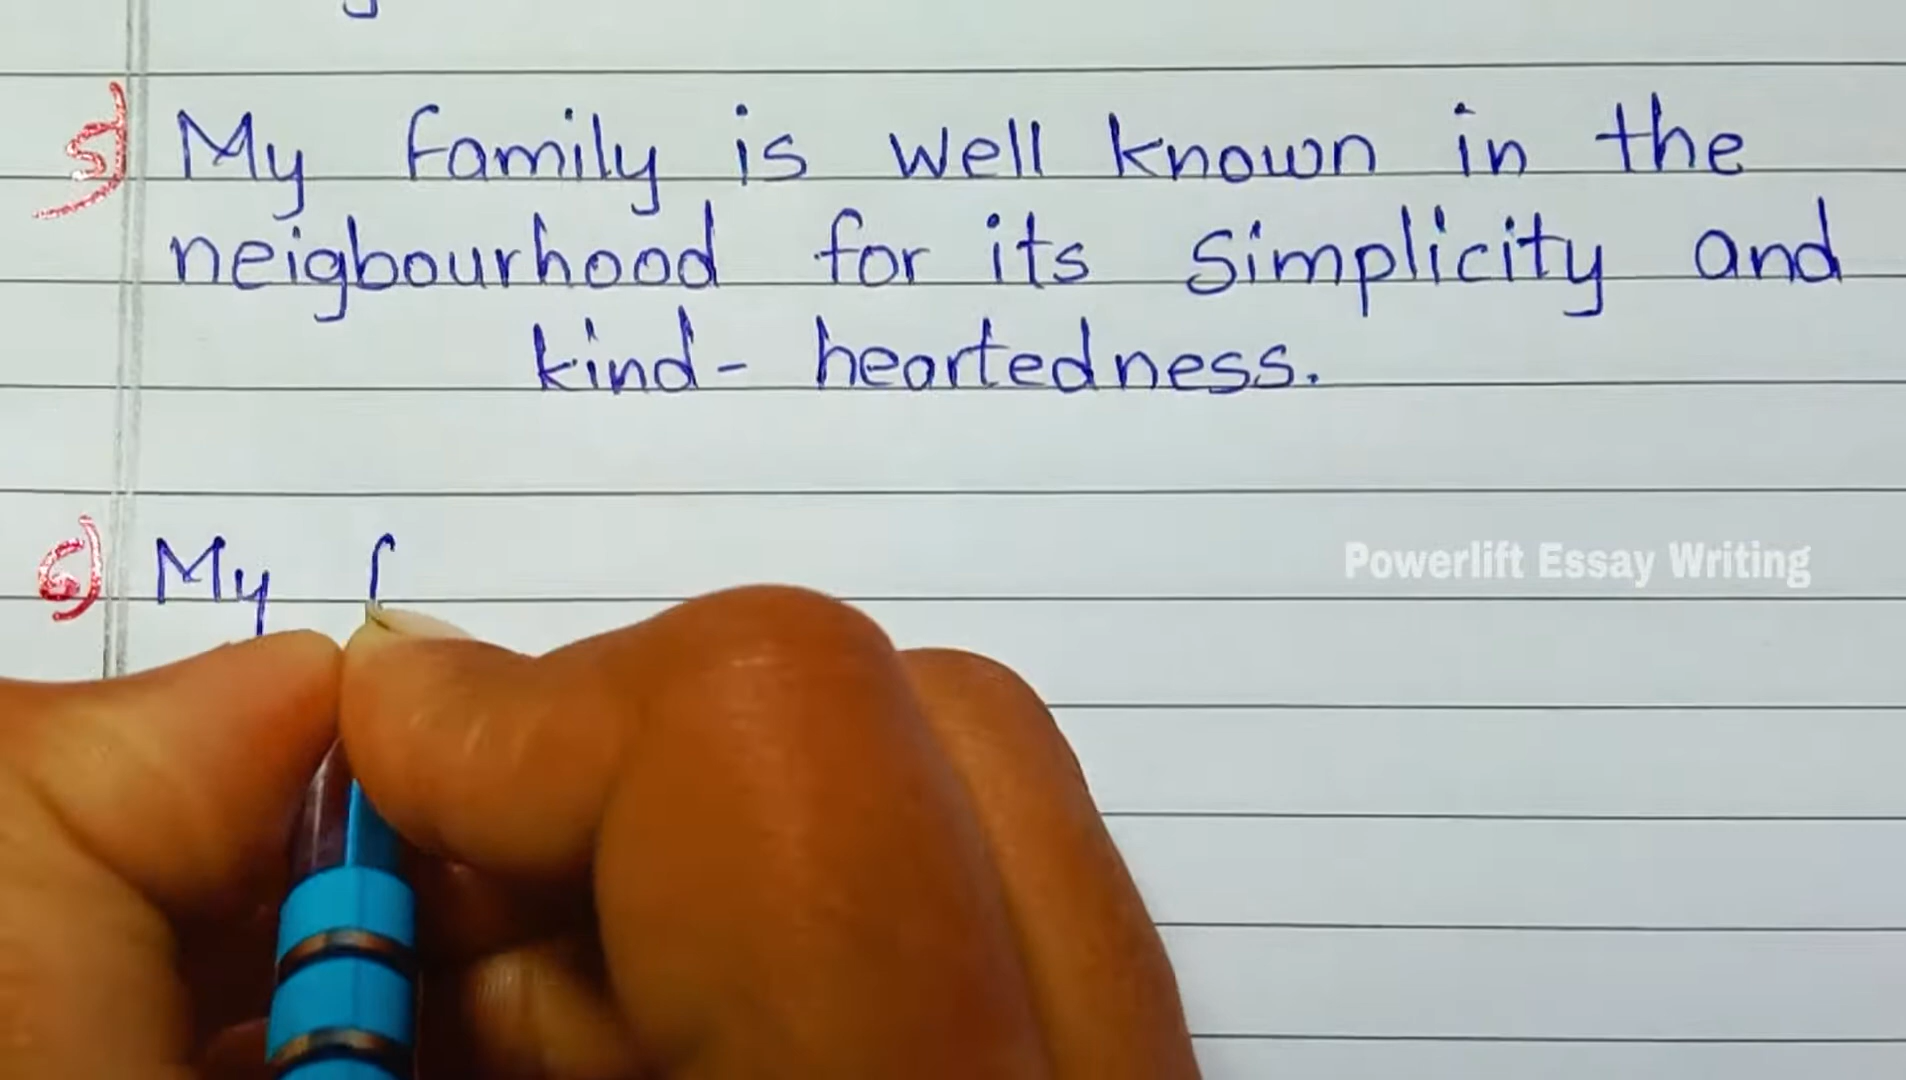 5) My family is well known in the
neigbourhood for its simplicity and
kind- heartedness.
6) My f
Powerlift Essay Writing